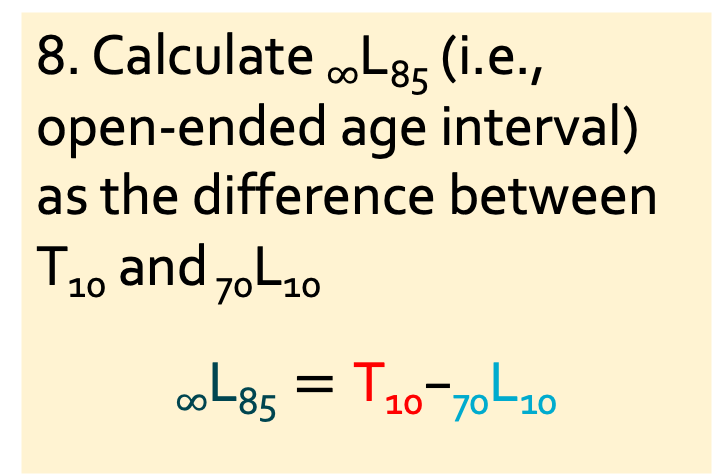 8. Calculate ∞L85 (i.e.,
open-ended age interval)
as the difference between
T10 and 70L10
∞L85 = T10–70L10